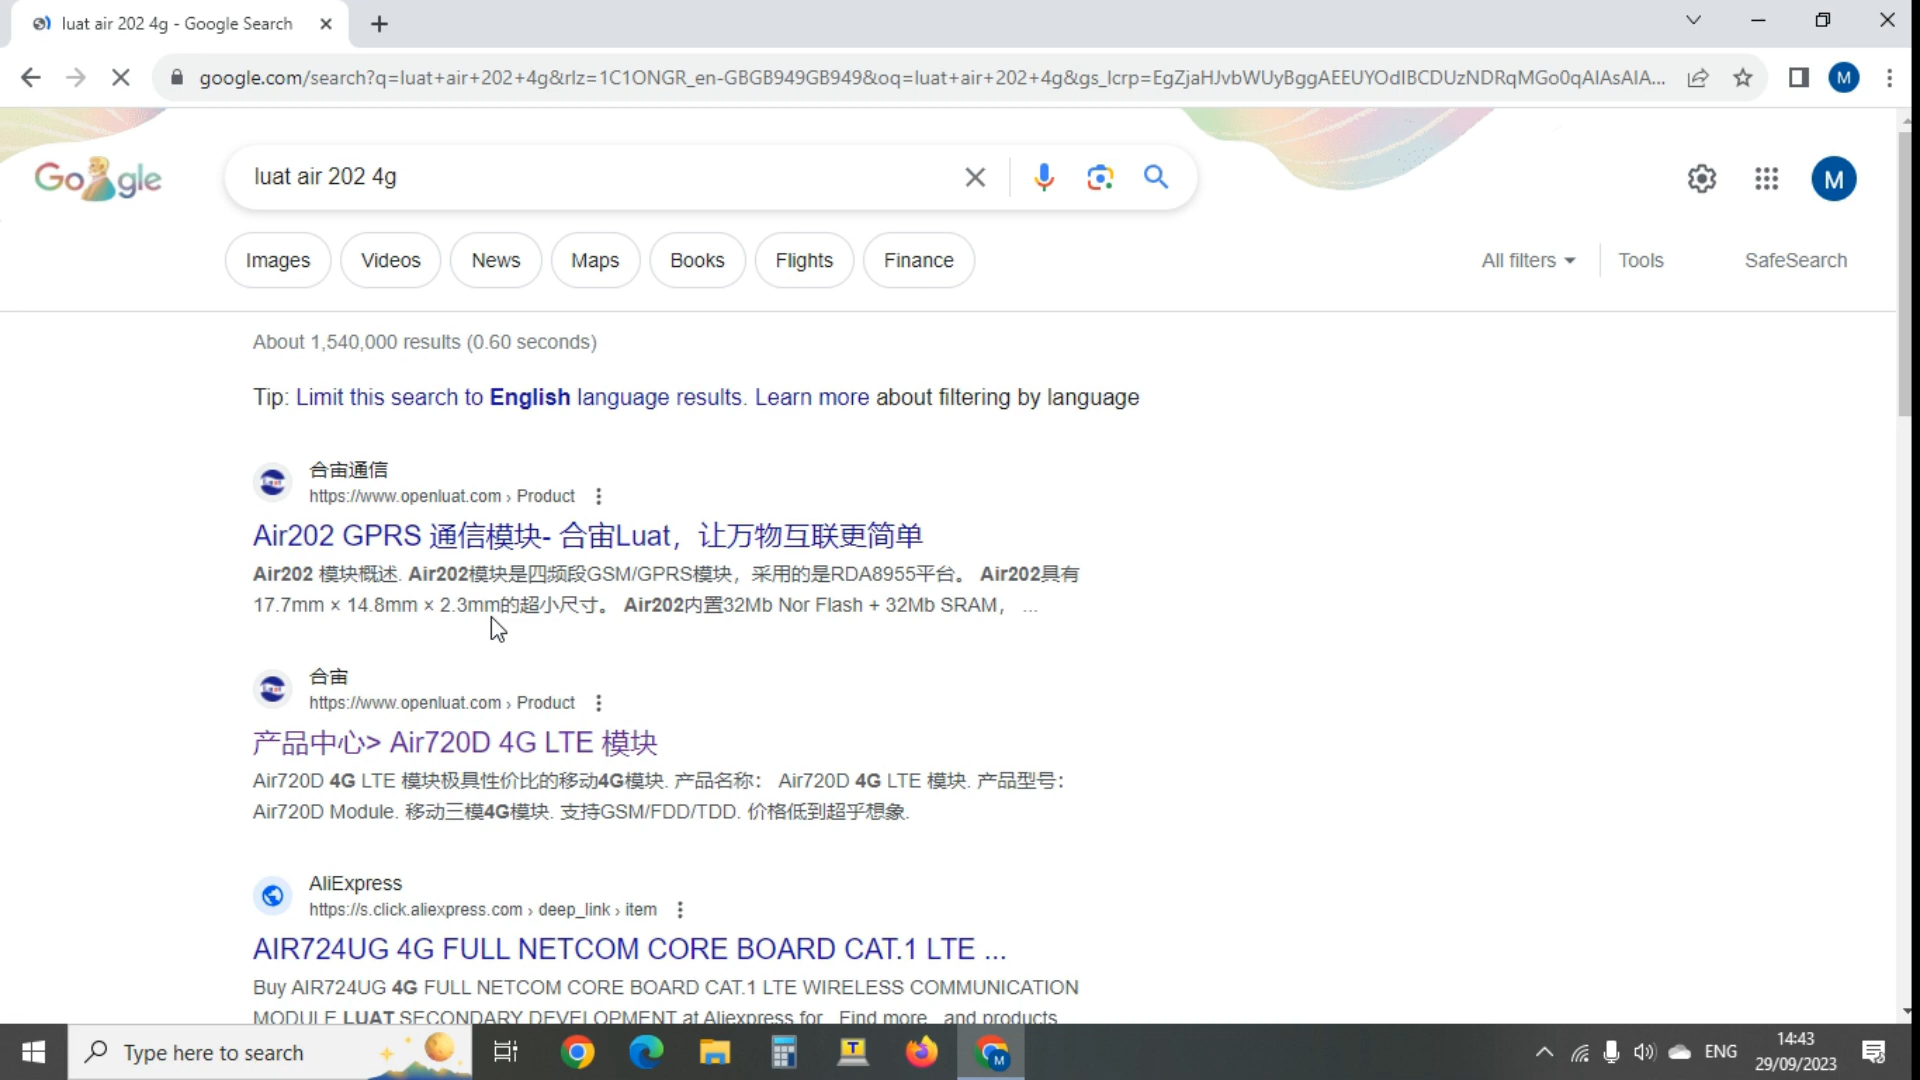 luat air 202 4g - Google Search
google.com/search?q=luat+air+202+4g&rlz=1C1ONGR_en-GBGB949GB949&oq=luat+air+202+4g&gs_lcrp=EgZjaHJvbWUyBggAEEUYOdIBCDUzNDRqMGo0qAIAsAIA...
M
Google
luat air 202 4g
M
Images
Videos
News
Maps
Books
Flights
Finance
All filters
Tools
SafeSearch
About 1,540,000 results (0.60 seconds)
Tip: Limit this search to English language results. Learn more about filtering by language
合宙通信
https://www.openluat.com › Product
Air202 GPRS 通信模块- 合宙Luat，让万物互联更简单
Air202 模块概述. Air202模块是四频段GSM/GPRS模块，采用的是RDA8955平台。 Air202具有
17.7mm × 14.8mm × 2.3mm的超小尺寸。 Air202内置32Mb Nor Flash + 32Mb SRAM， ...
合宙
https://www.openluat.com › Product
产品中心> Air720D 4G LTE 模块
Air720D 4G LTE 模块极具性价比的移动4G模块. 产品名称： Air720D 4G LTE 模块. 产品型号：
Air720D Module. 移动三模4G模块. 支持GSM/FDD/TDD. 价格低到超乎想象.
AliExpress
https://s.click.aliexpress.com › deep_link › item
AIR724UG 4G FULL NETCOM CORE BOARD CAT.1 LTE ...
Buy AIR724UG 4G FULL NETCOM CORE BOARD CAT.1 LTE WIRELESS COMMUNICATION
MODULE LUAT SECONDARY DEVELOPMENT at Aliexpress for . Find more , and products
Type here to search
T
M
ENG
14:43
29/09/2023